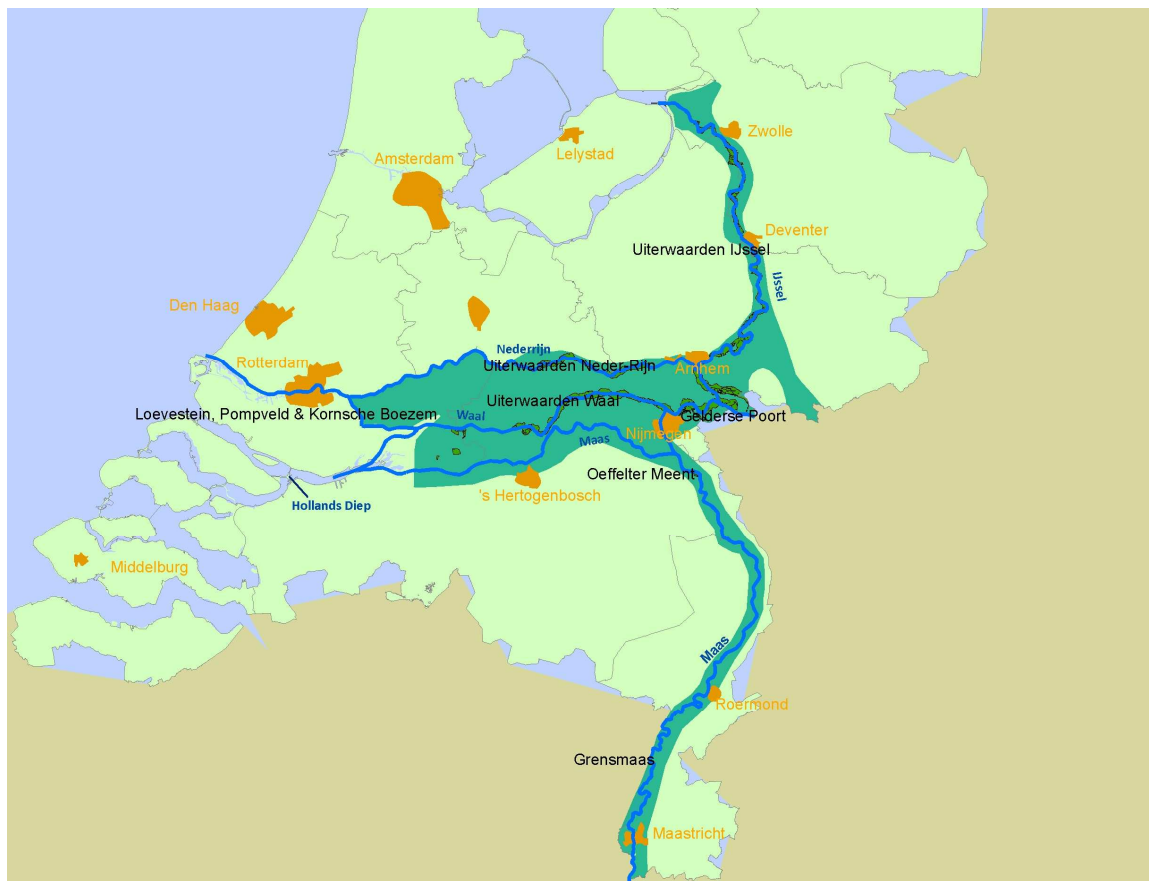 Zwolle
Lelystad
Amsterdam
Deventer
Uiterwaarden IJssel
IJssel
Den Haag
Nederrijn
Rotterdam
Uiterwaarden Neder-Rijn
Arnhem
Uiterwaarden Waal
Loevestein, Pompveld & Kornsche Boezem
Waal
Gelderse Poort
Nijmegen
Maas
Oeffelter Meent
's Hertogenbosch
Hollands Diep
Middelburg
Maas
Roermond
Grensmaas
Maastricht